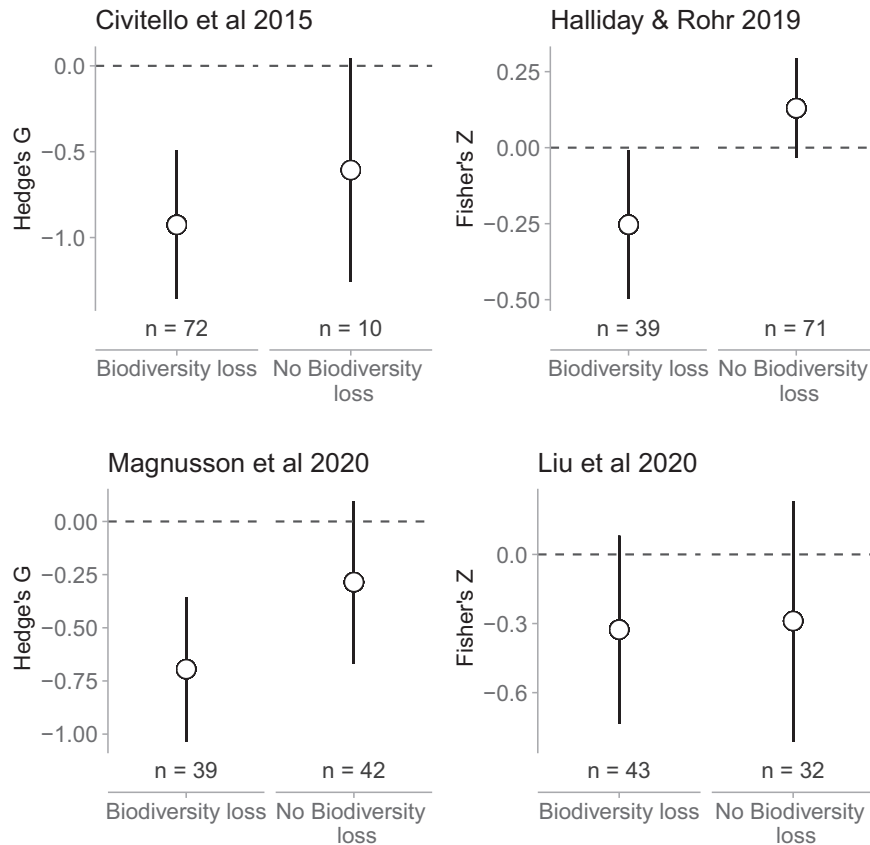 Civitello et al 2015
Hedge's G
0.0
−0.5
−1.0
n = 72
n = 10
Biodiversity loss
No Biodiversity
loss
Halliday & Rohr 2019
Fisher's Z
0.25
0.00
−0.25
−0.50
n = 39
n = 71
Biodiversity loss
No Biodiversity
loss
Magnusson et al 2020
Hedge's G
0.00
−0.25
−0.50
−0.75
−1.00
n = 39
n = 42
Biodiversity loss
No Biodiversity
loss
Liu et al 2020
Fisher's Z
0.0
−0.3
−0.6
n = 43
n = 32
Biodiversity loss
No Biodiversity
loss